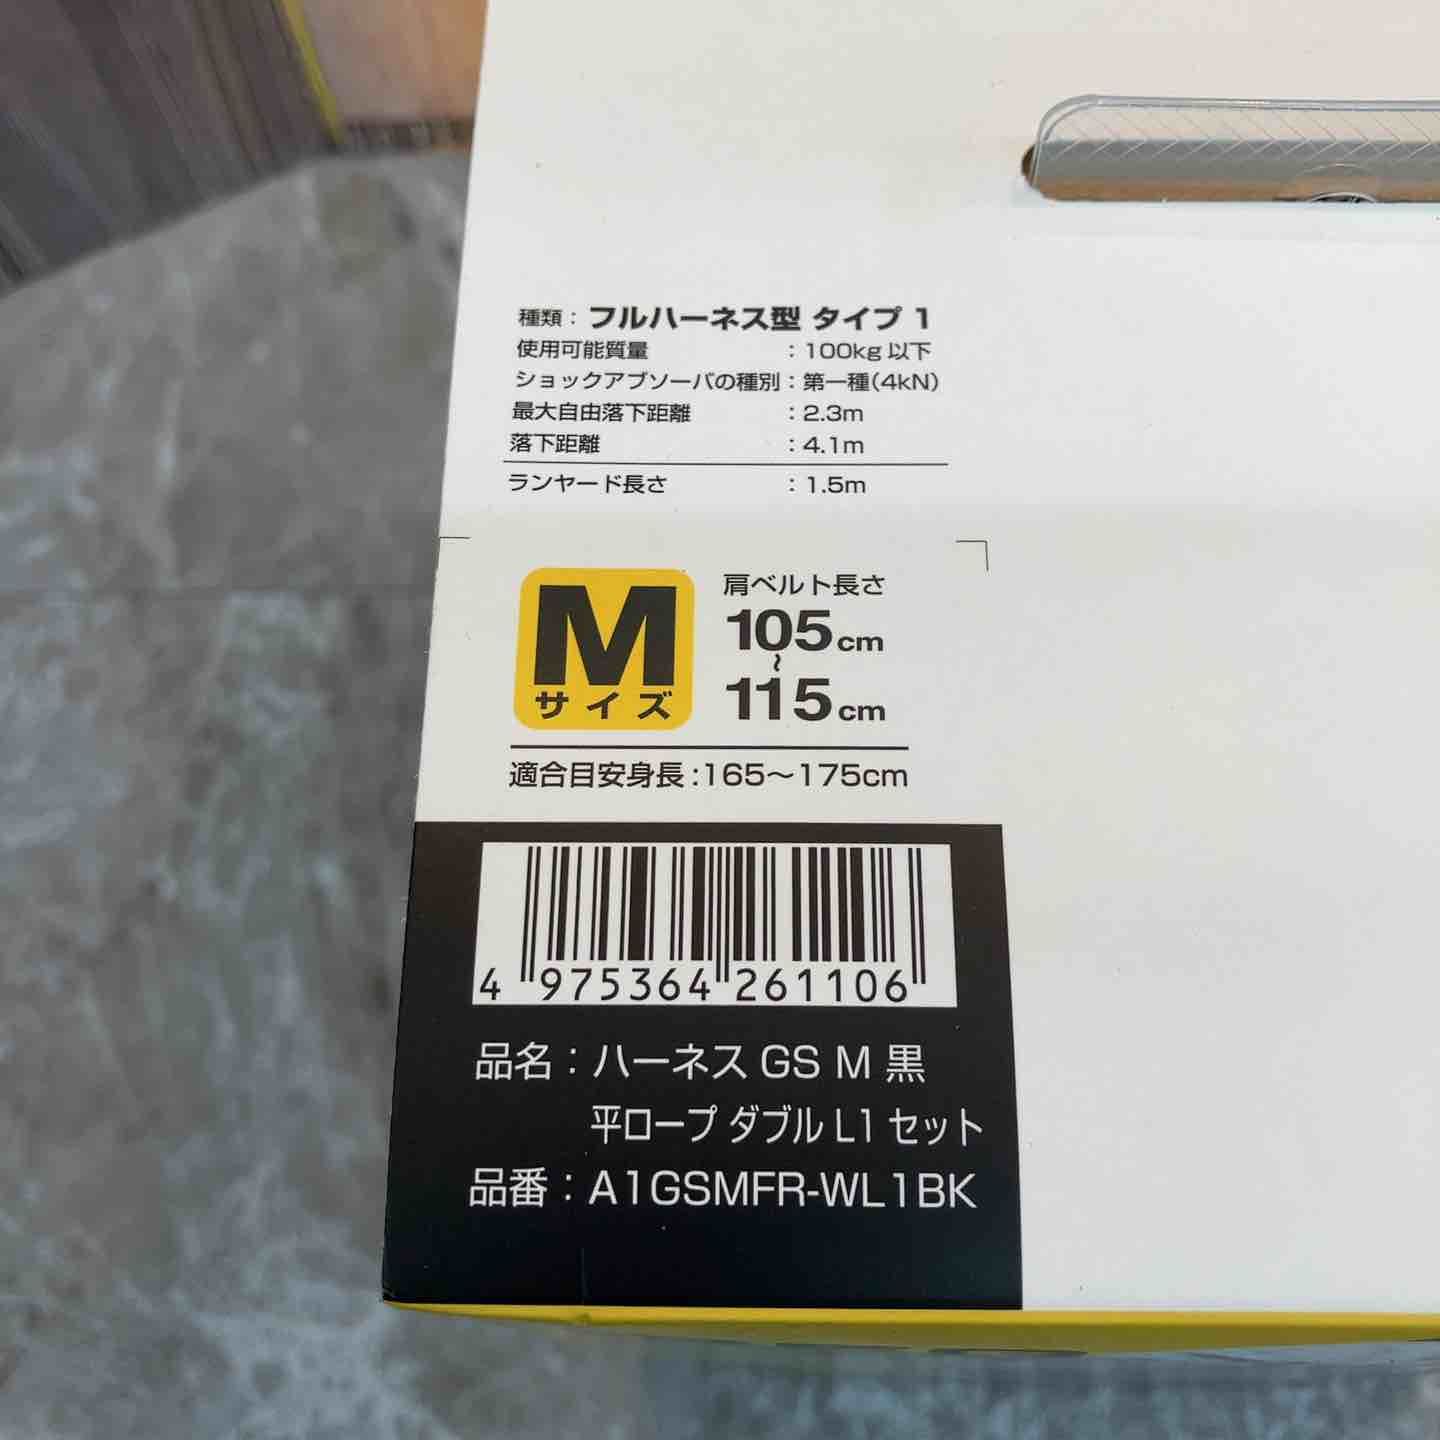 種類：フルハーネス型 タイプ 1
使用可能質量：100kg 以下
ショックアブソーバの種別：第一種(4kN)
最大自由落下距離：2.3m
落下距離：4.1m
ランヤード長さ：1.5m
M
サイズ
肩ベルト長さ
105cm
～
115cm
適合目安身長:165～175cm
4 975364 261106
品名：ハーネス GS M 黒
平ロープ ダブル L1 セット
品番：A1GSMFR-WL1BK